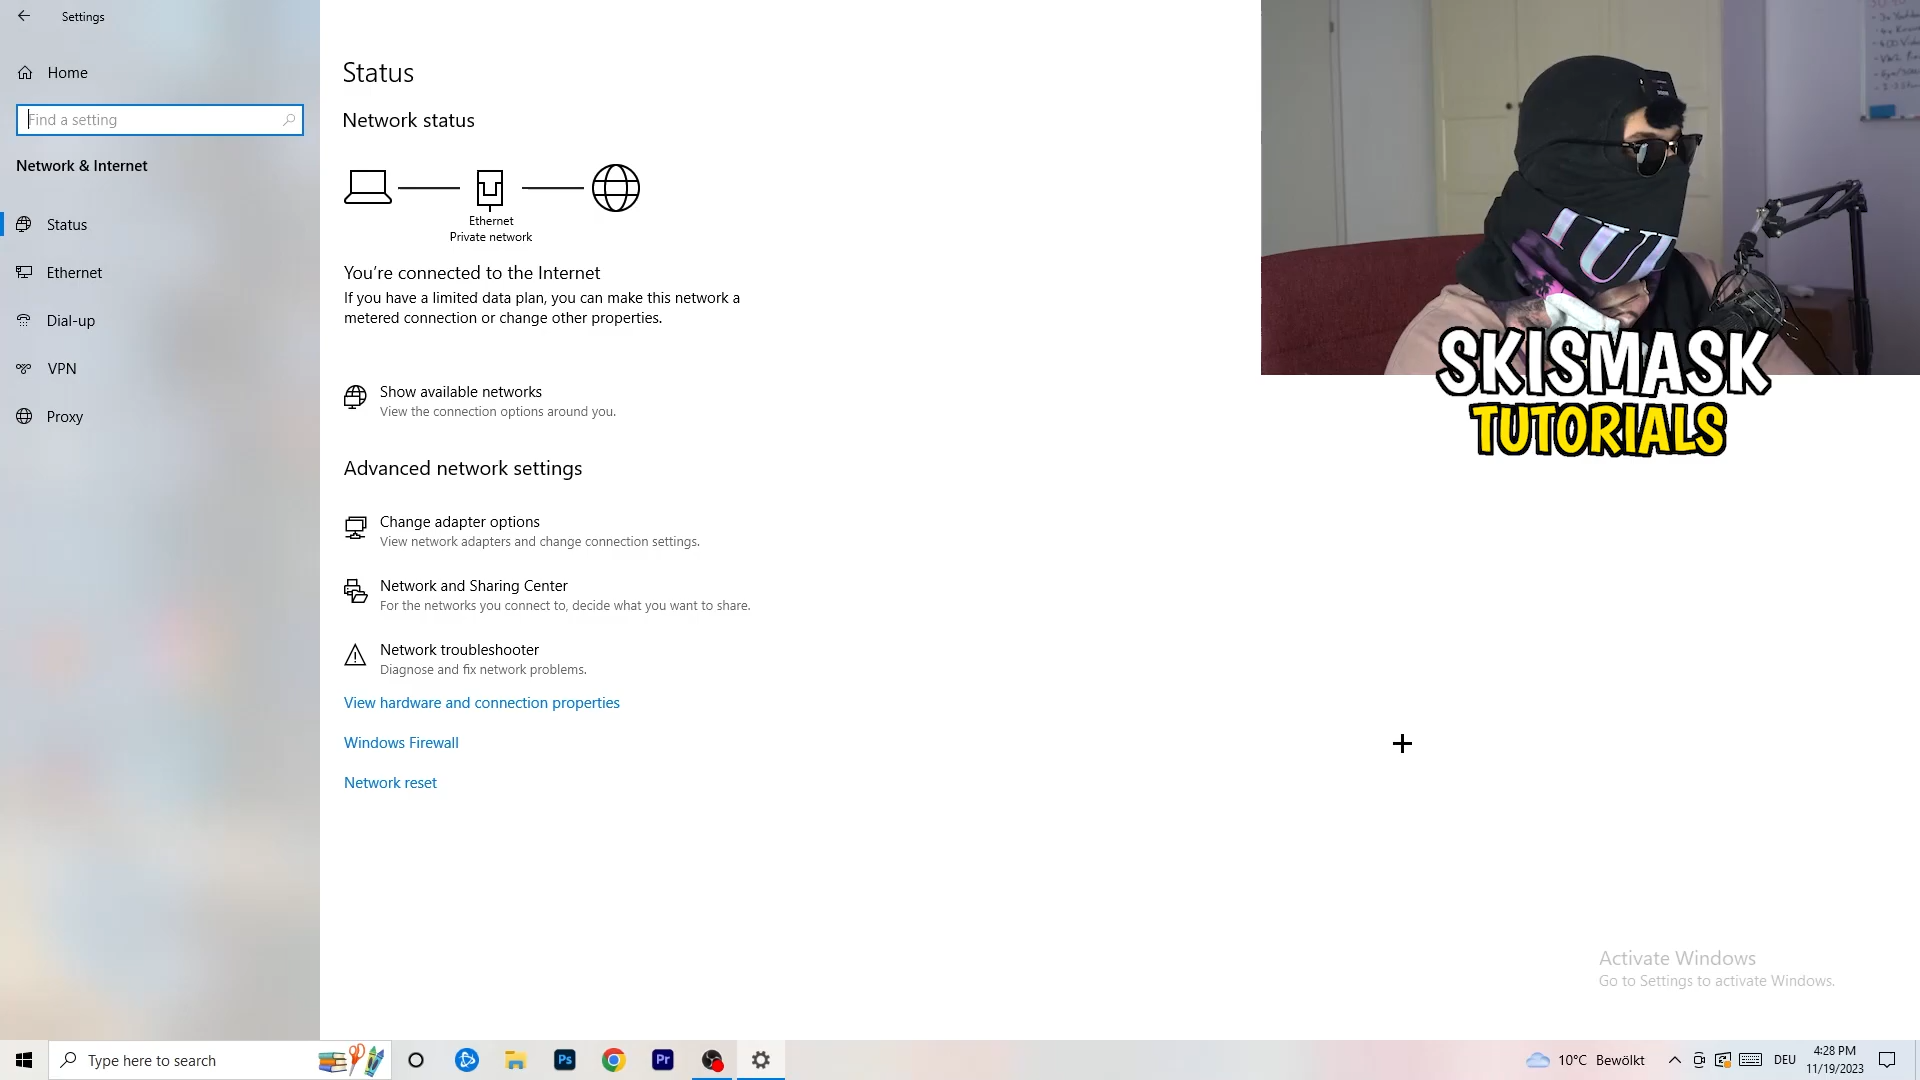 Settings
Home
Find a setting
Network & Internet
Status
Ethernet
Dial-up
VPN
Proxy
Status
Network status
Ethernet
Private network
You're connected to the Internet
If you have a limited data plan, you can make this network a
metered connection or change other properties.
Show available networks
View the connection options around you.
Advanced network settings
Change adapter options
View network adapters and change connection settings.
Network and Sharing Center
For the networks you connect to, decide what you want to share.
Network troubleshooter
Diagnose and fix network problems.
View hardware and connection properties
Windows Firewall
Network reset
SKISMASK
TUTORIALS
Activate Windows
Go to Settings to activate Windows.
Type here to search
Ps
Pr
10°C Bewölkt
DEU
4:28 PM
11/19/2023